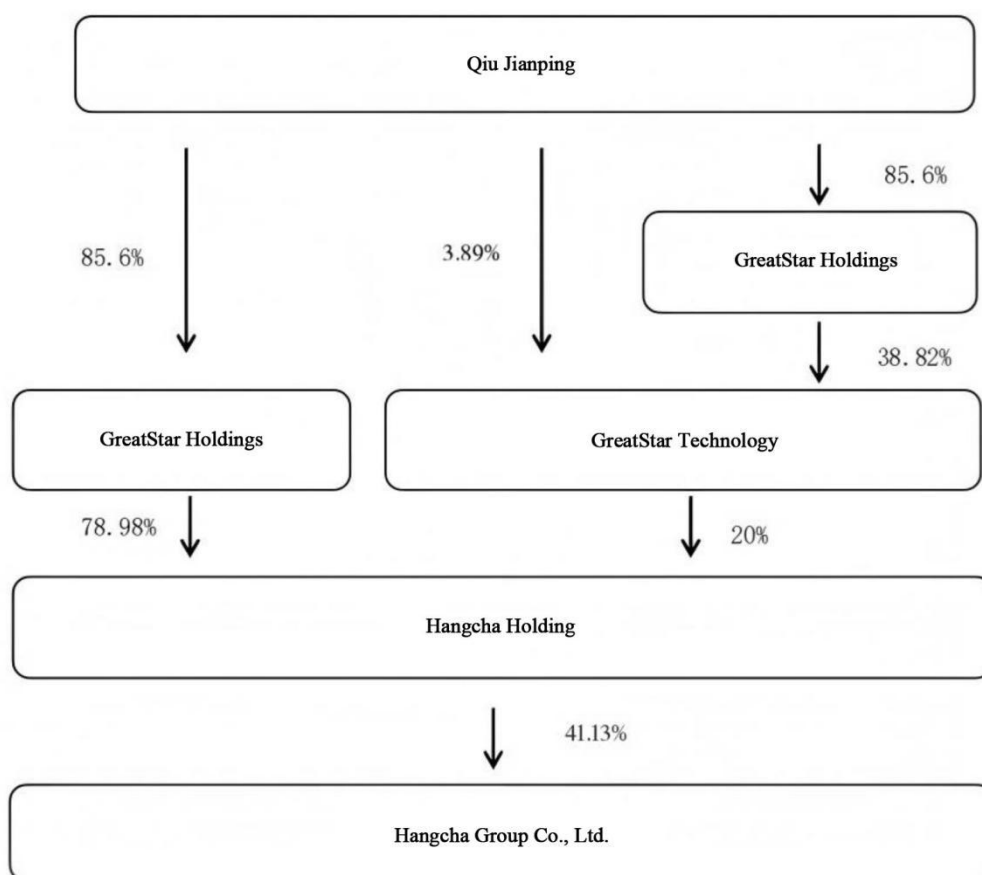 Qiu Jianping
85.6%
85.6%
3.89%
GreatStar Holdings
38.82%
GreatStar Holdings
GreatStar Technology
78.98%
20%
Hangcha Holding
41.13%
Hangcha Group Co., Ltd.